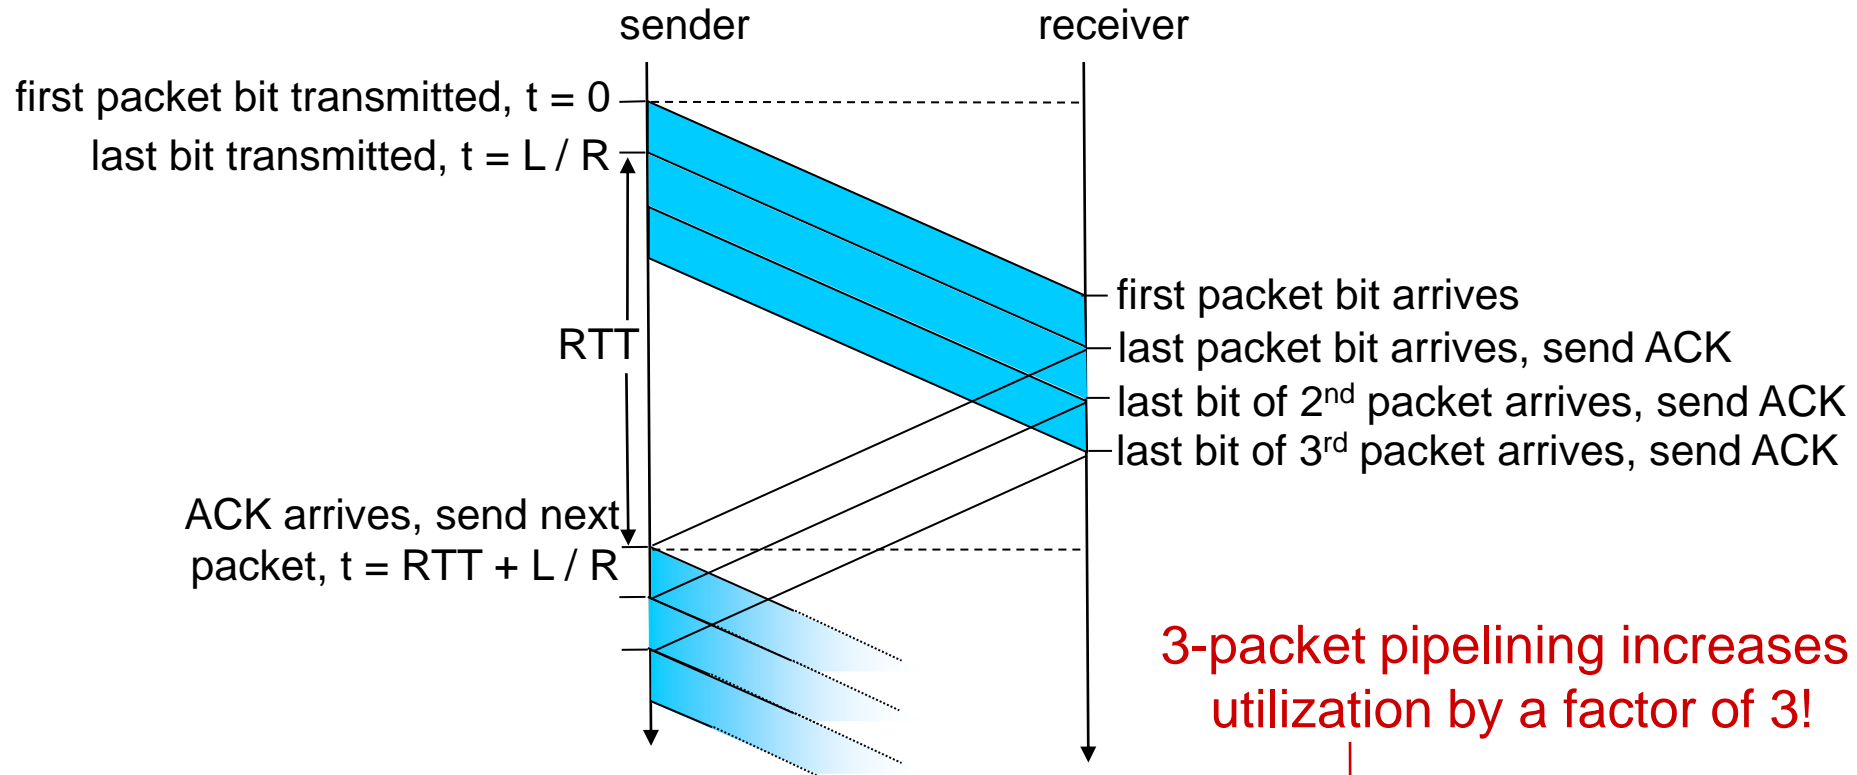 sender
receiver
first packet bit transmitted, t = 0
last bit transmitted, t = L / R
first packet bit arrives
RTT
last packet bit arrives, send ACK
last bit of 2nd packet arrives, send ACK
last bit of 3rd packet arrives, send ACK
ACK arrives, send next
packet, t = RTT + L / R
3-packet pipelining increases
utilization by a factor of 3!